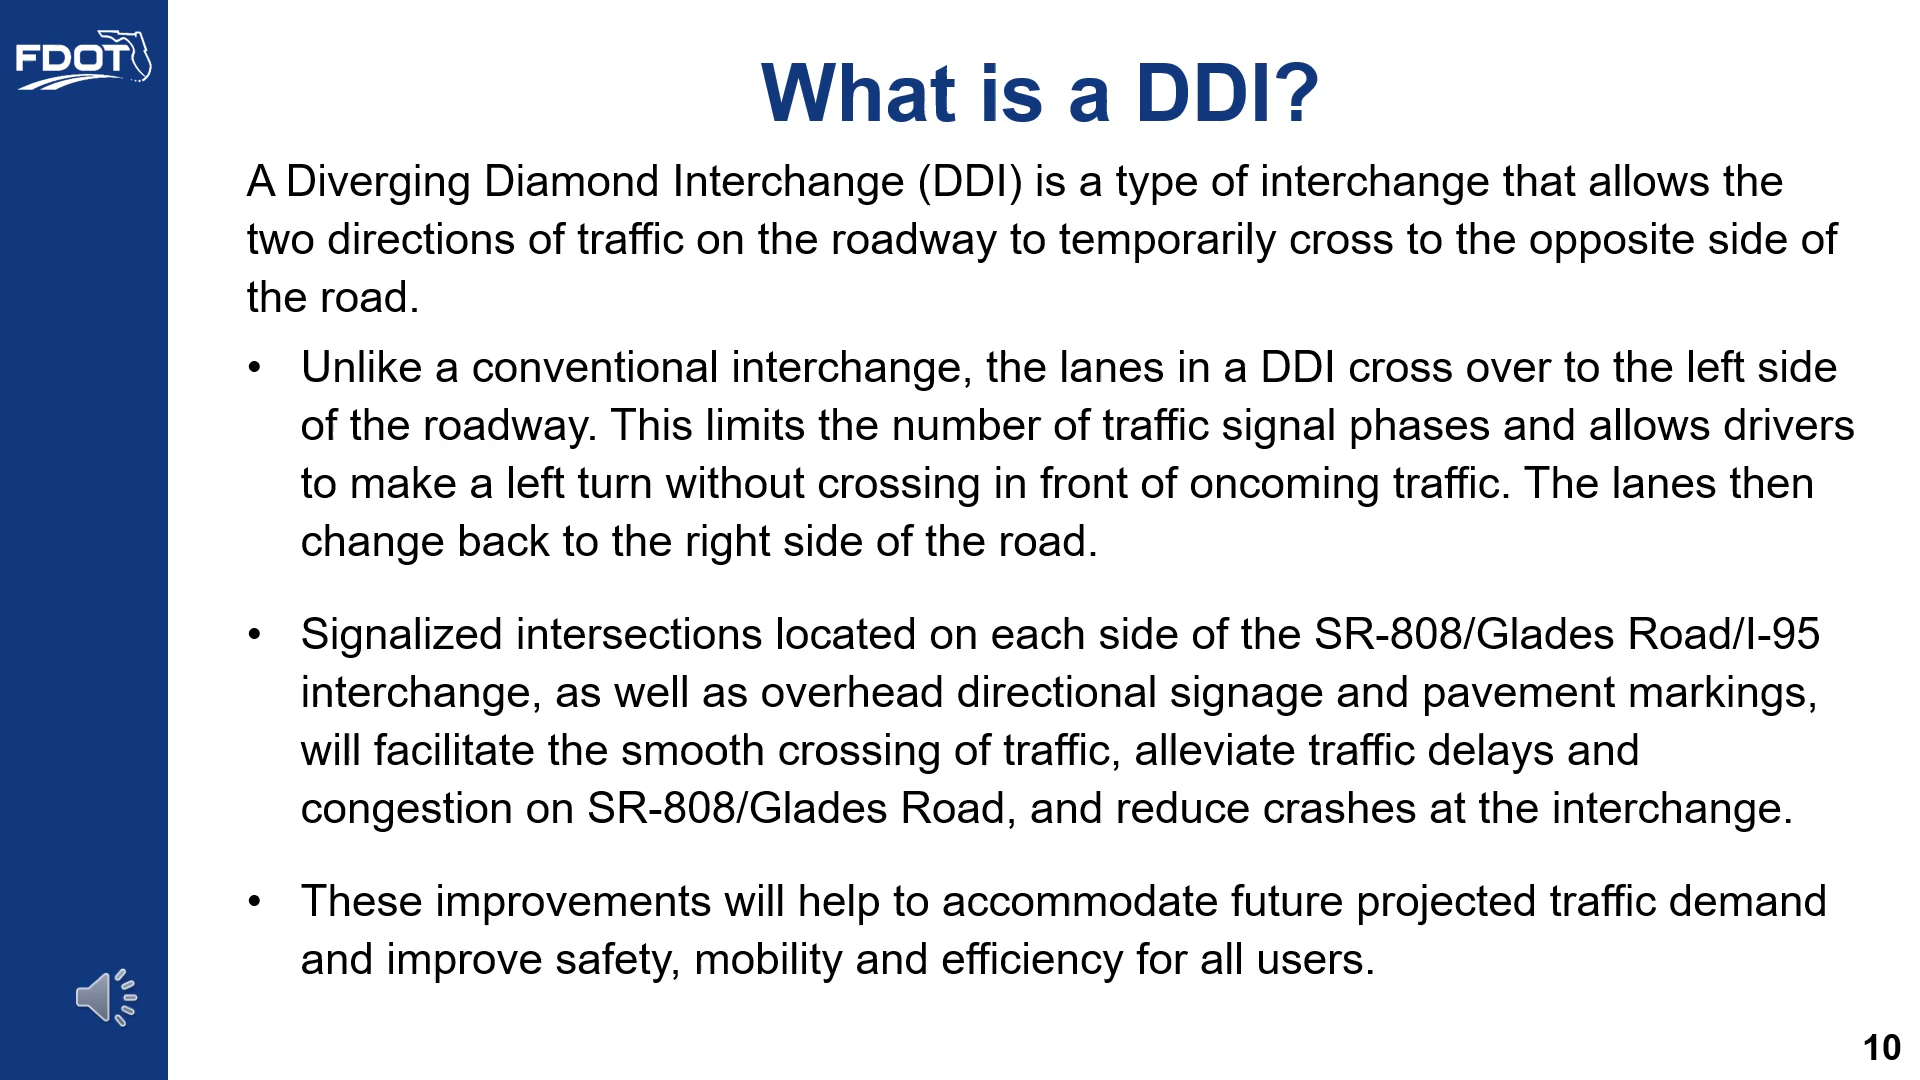 FDOT
What is a DDI?
A Diverging Diamond Interchange (DDI) is a type of interchange that allows the
two directions of traffic on the roadway to temporarily cross to the opposite side of
the road.
• Unlike a conventional interchange, the lanes in a DDI cross over to the left side
of the roadway. This limits the number of traffic signal phases and allows drivers
to make a left turn without crossing in front of oncoming traffic. The lanes then
change back to the right side of the road.
• Signalized intersections located on each side of the SR-808/Glades Road/I-95
interchange, as well as overhead directional signage and pavement markings,
will facilitate the smooth crossing of traffic, alleviate traffic delays and
congestion on SR-808/Glades Road, and reduce crashes at the interchange.
• These improvements will help to accommodate future projected traffic demand
and improve safety, mobility and efficiency for all users.
10